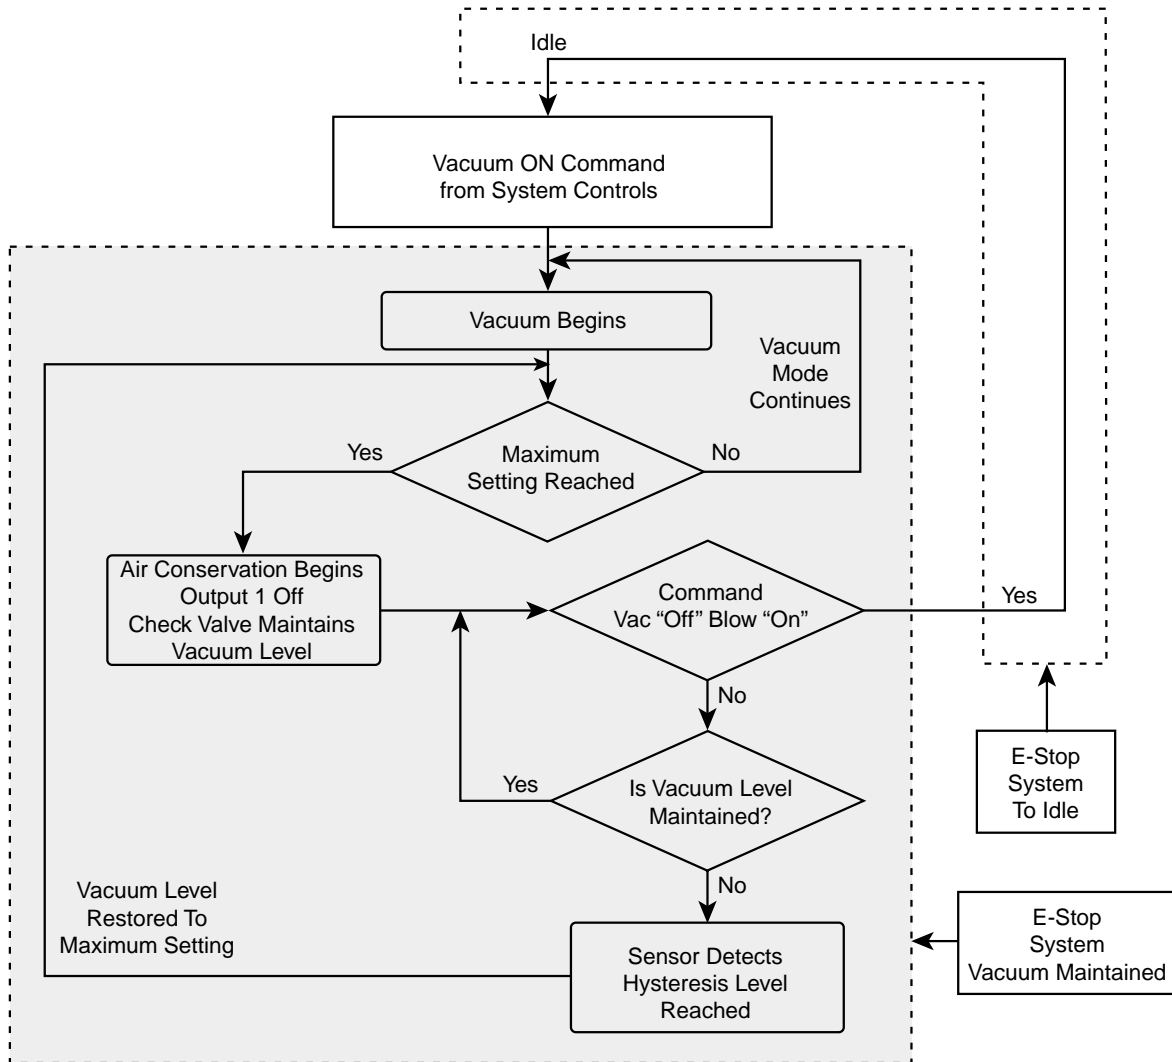 Idle
Vacuum ON Command
from System Controls
Vacuum Begins
Vacuum
Mode
Continues
Yes
Maximum
Setting Reached
No
Air Conservation Begins
Output 1 Off
Check Valve Maintains
Vacuum Level
Command
Vac “Off” Blow “On”
Yes
No
Yes
Is Vacuum Level
Maintained?
E-Stop
System
To Idle
No
Vacuum Level
Restored To
Maximum Setting
Sensor Detects
Hysteresis Level
Reached
E-Stop
System
Vacuum Maintained